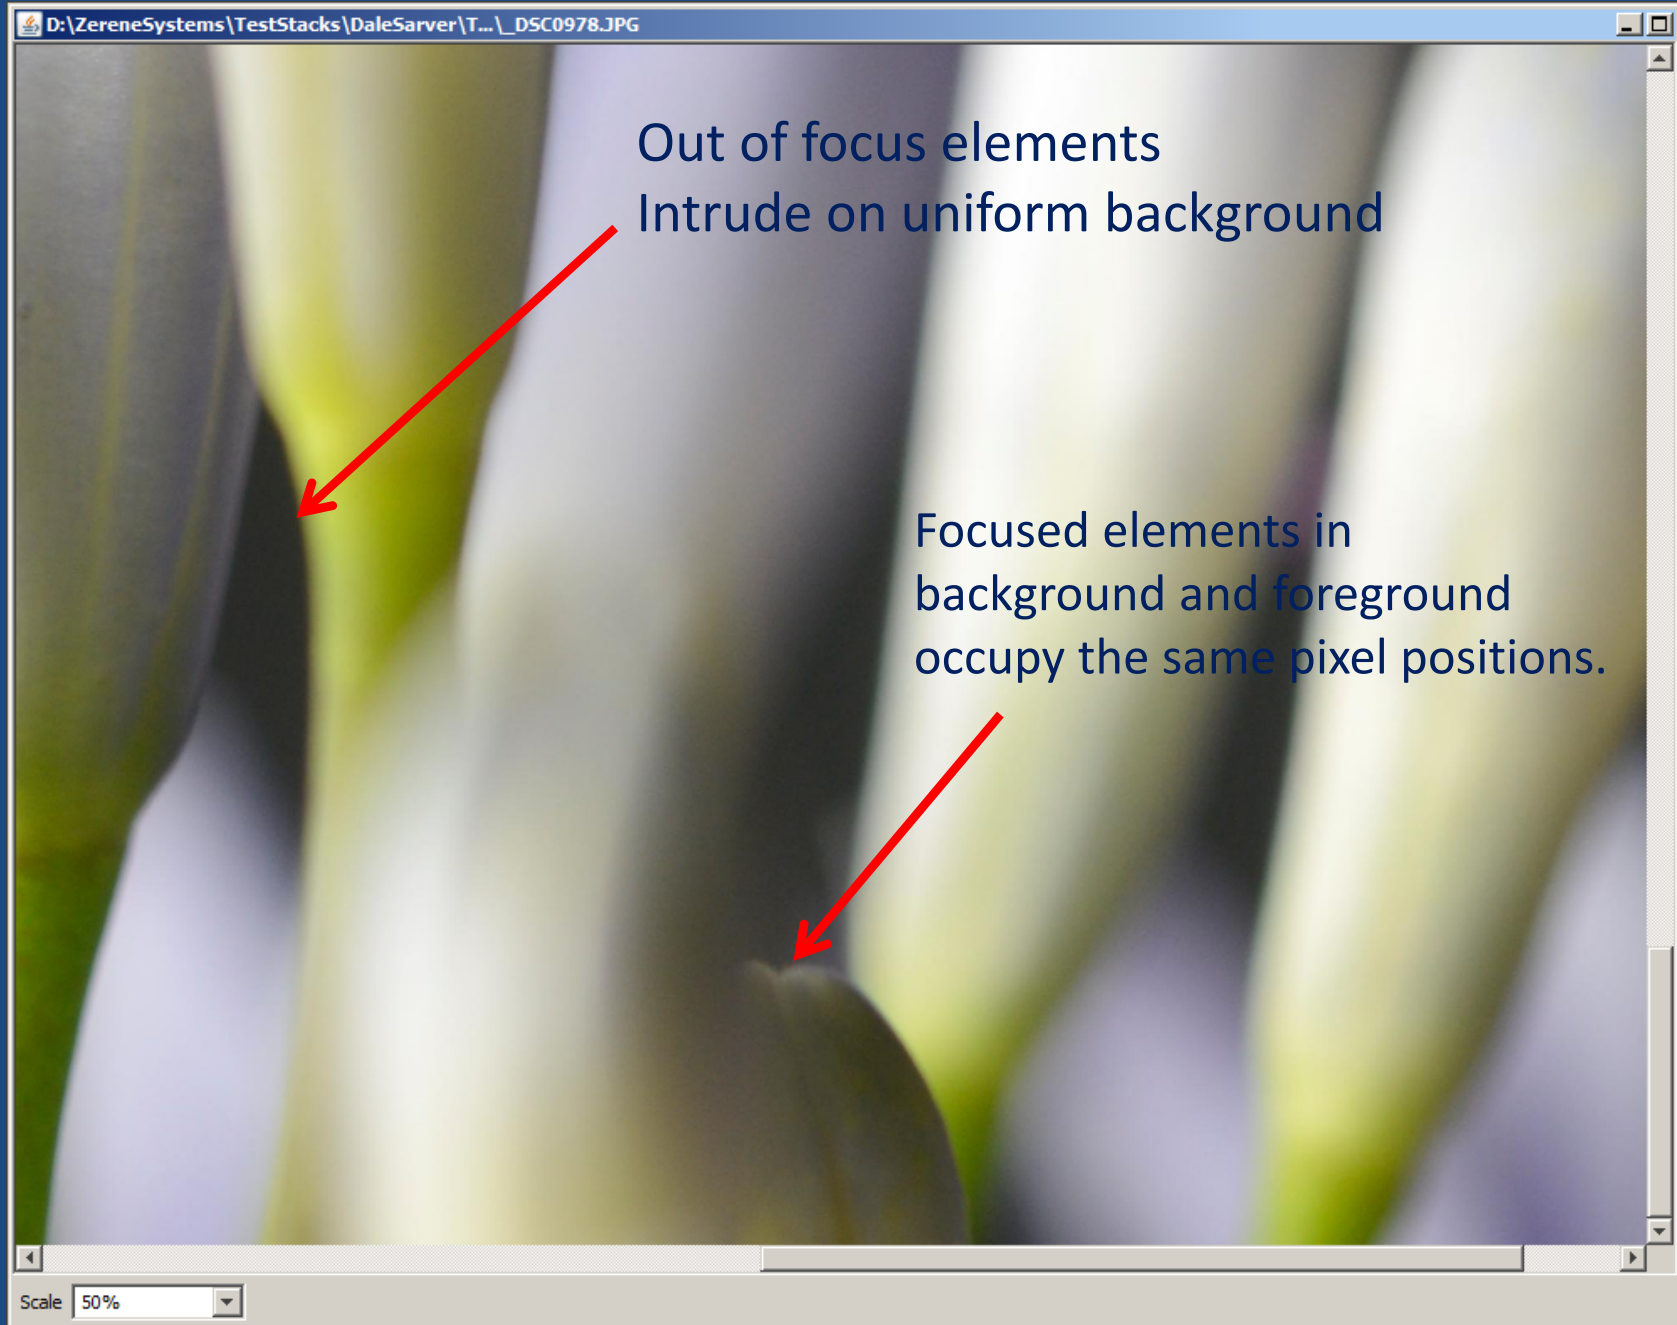 D:\ZereneSystems\TestStacks\DaleSarver\T...\_DSC0978.JPG
Out of focus elements
Intrude on uniform background
Focused elements in
background and foreground
occupy the same pixel positions.
Scale 50%